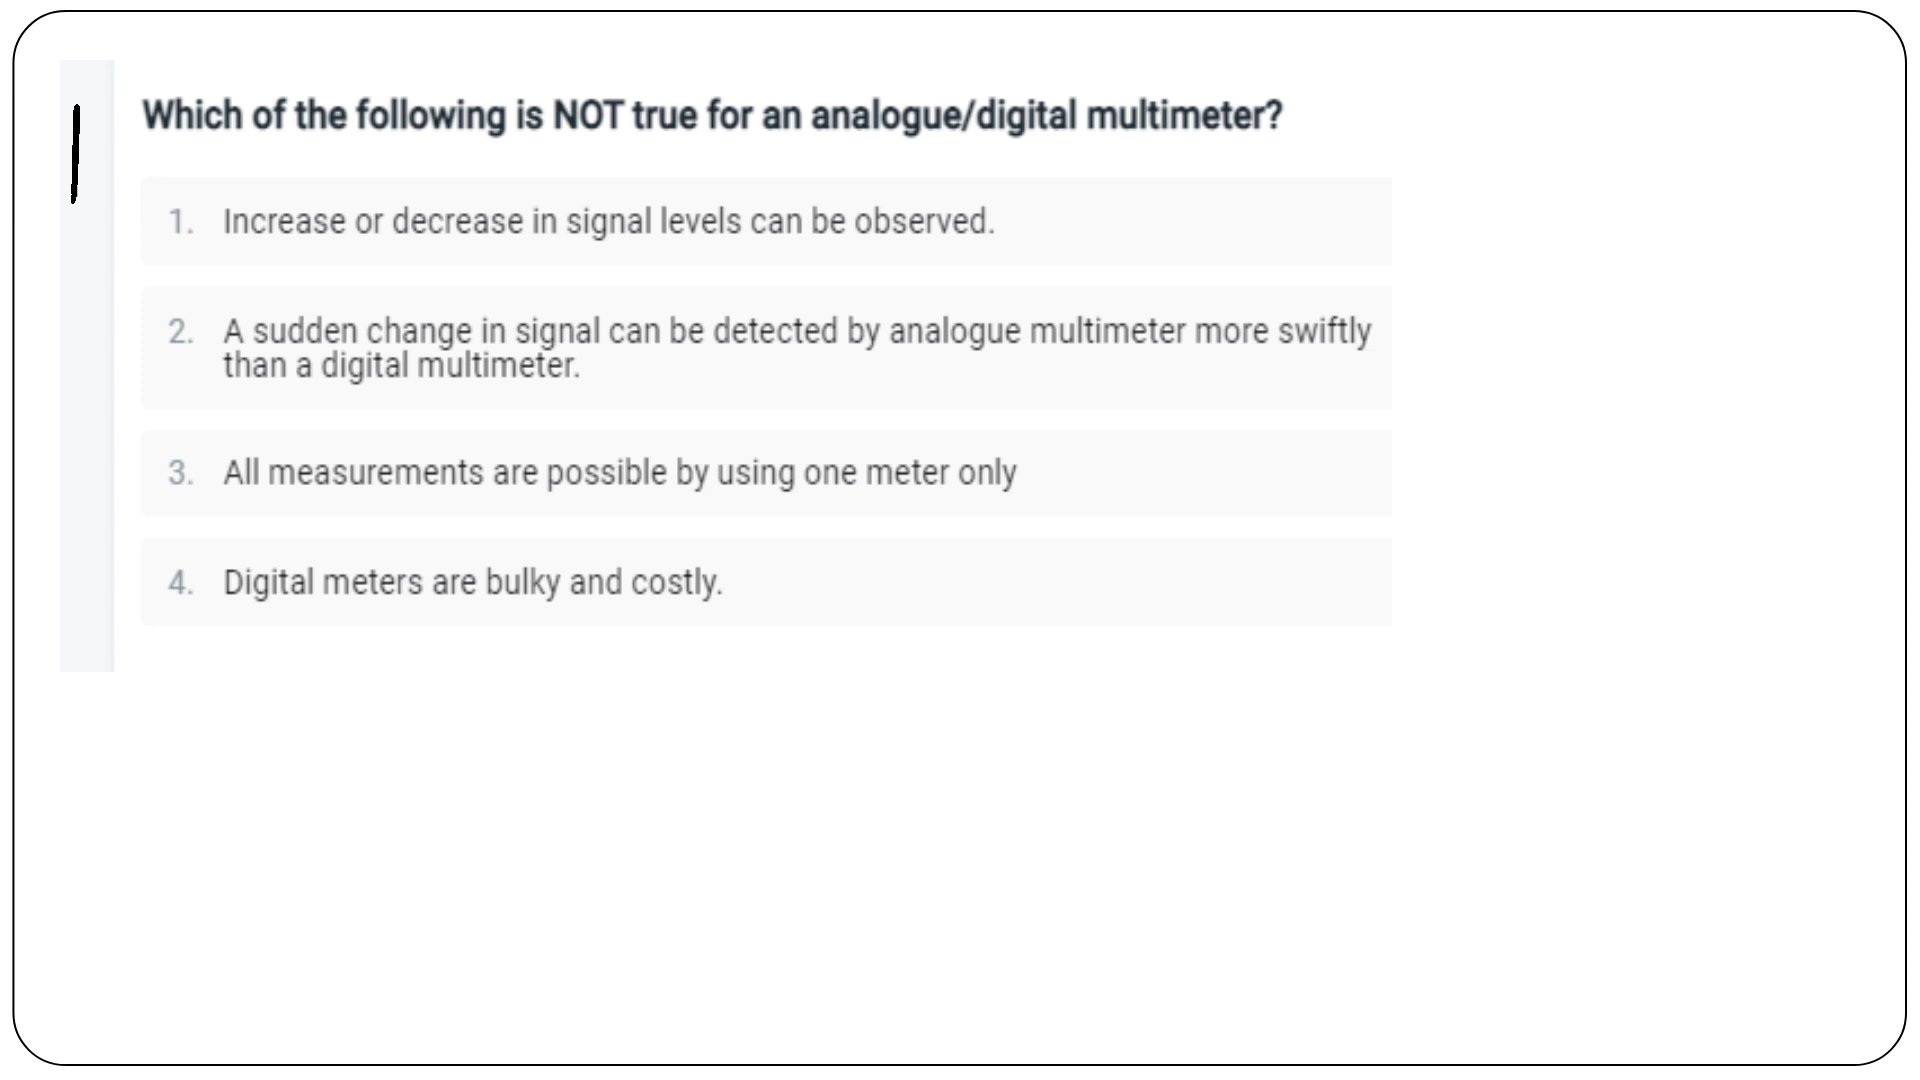 Which of the following is NOT true for an analogue/digital multimeter?
1. Increase or decrease in signal levels can be observed.
2. A sudden change in signal can be detected by analogue multimeter more swiftly
than a digital multimeter.
3. All measurements are possible by using one meter only
4. Digital meters are bulky and costly.